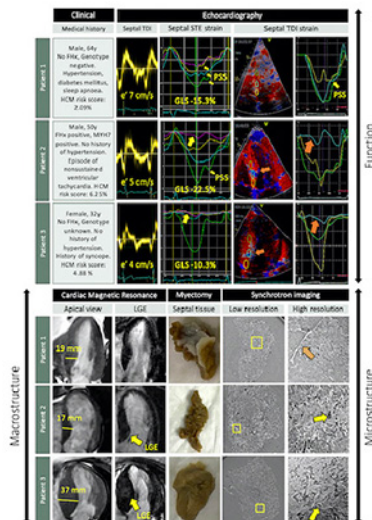 Clinical
Echocardiography
Medical history
Septal TDI
Septal STE strain
Septal TDI strain
Patient 1
Male, 64y
No FHx, Genotype
negative.
Hypertension,
diabetes mellitus,
sleep apnoea.
HCM risk score:
2.09%
e' 7 cm/s
PSS
GLS -15.3%
PSS
Patient 2
Male, 50y
FHx positive, MYH7
positive. No history
of hypertension.
Episode of
nonsustained
ventricular
tachycardia. HCM
risk score: 6.25%
e' 5 cm/s
PSS
GLS -22.5%
Patient 3
Female, 32y
No FHx, Genotype
unknown. No
history of
hypertension.
History of syncope.
HCM risk score:
4.88 %
e' 4 cm/s
GLS -10.3%
Function
Cardiac Magnetic Resonance
Myectomy
Synchrotron imaging
Apical view
LGE
Septal tissue
Low resolution
High resolution
Patient 1
19 mm
Patient 2
17 mm
LGE
Patient 3
37 mm
LGE
Macrostructure
Microstructure